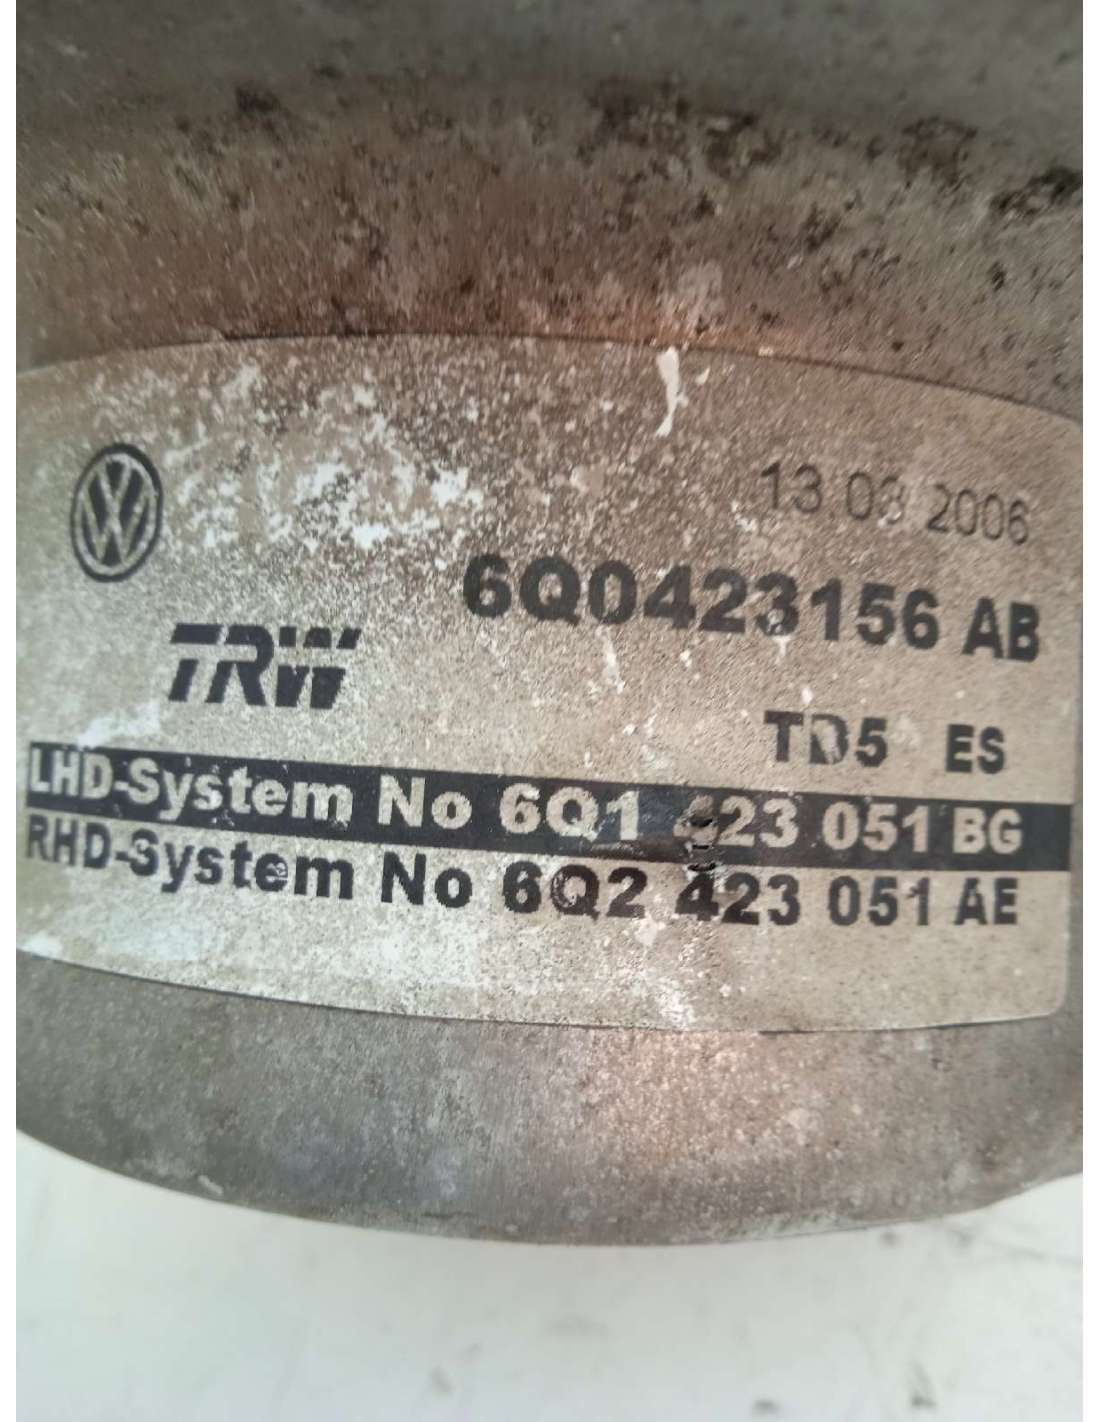 13 03 2006
6Q0423156 AB
TRW
TD5 ES
LHD-System No 6Q1 423 051 BG
RHD-System No 6Q2 423 051 AE